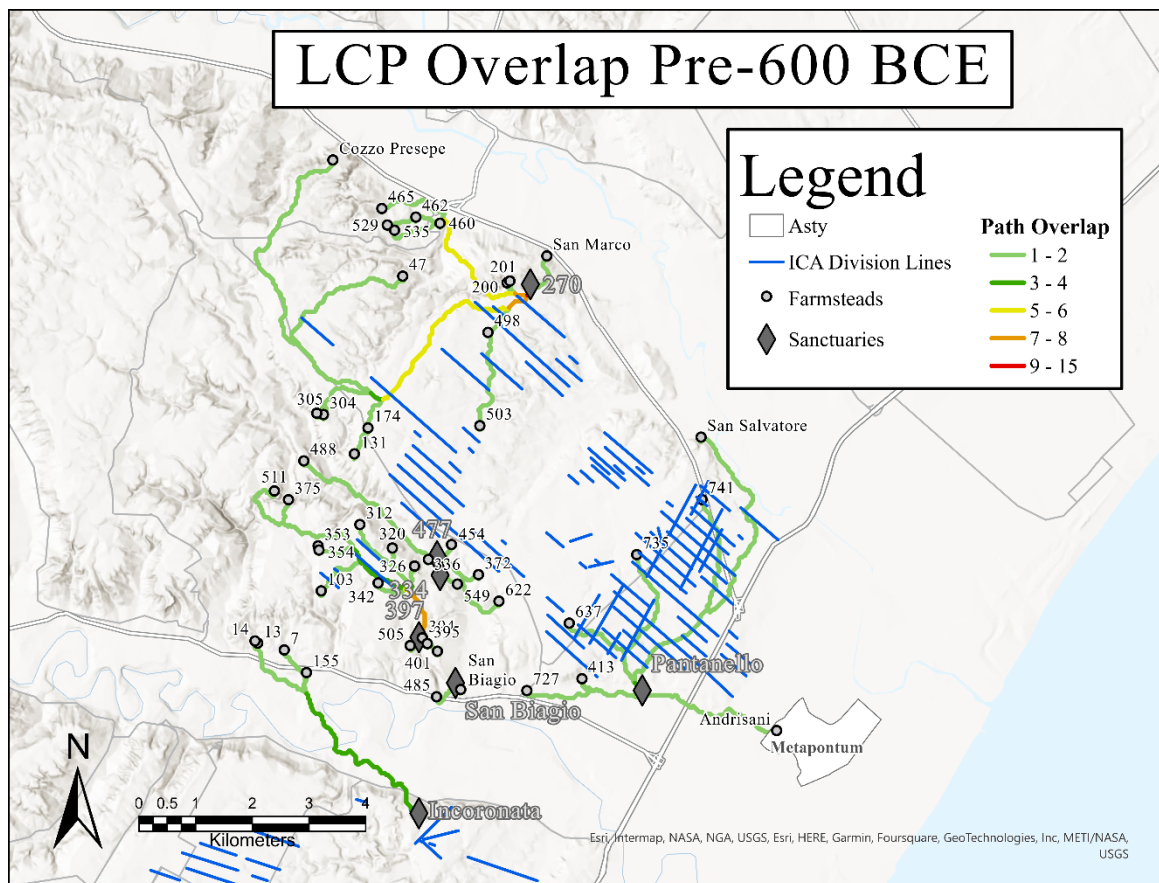 LCP Overlap Pre-600 BCE
Legend
Asty
ICA Division Lines
Farmsteads
Sanctuaries
Path Overlap
1 - 2
3 - 4
5 - 6
7 - 8
9 - 15
Cozzo Presepe
465
462
529
535
460
San Marco
47
201
200
270
498
305
304
174
503
131
San Salvatore
488
511
375
741
312
353
320
477
454
735
354
326
336
372
103
334
342
549
622
397
637
14
13
7
505
395
401
155
San
Biagio
413
Pantanello
485
727
San Biagio
Andrisani
Metapontum
N
Incoronata
0
0.5
1
2
3
4
Kilometers
Esri, Intermap, NASA, NGA, USGS, Esri, HERE, Garmin, Foursquare, GeoTechnologies, Inc, METI/NASA,
USGS